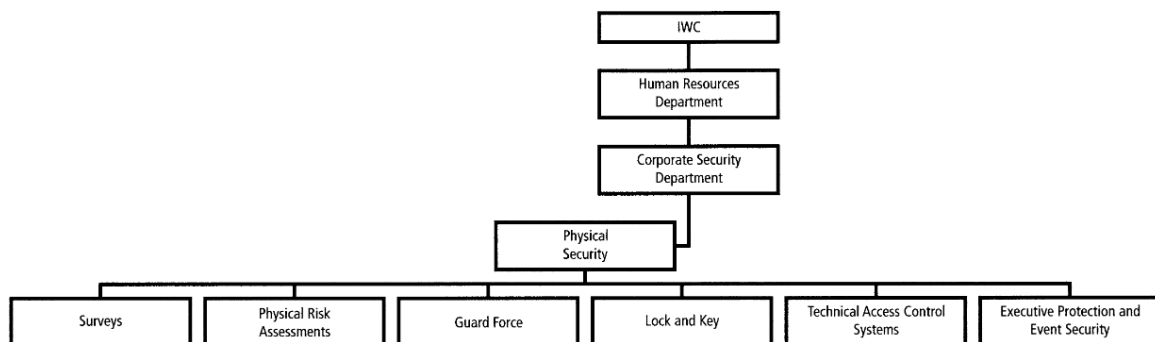 IWC
Human Resources
Department
Corporate Security
Department
Physical
Security
Surveys
Physical Risk
Assessments
Guard Force
Lock and Key
Technical Access Control
Systems
Executive Protection and
Event Security